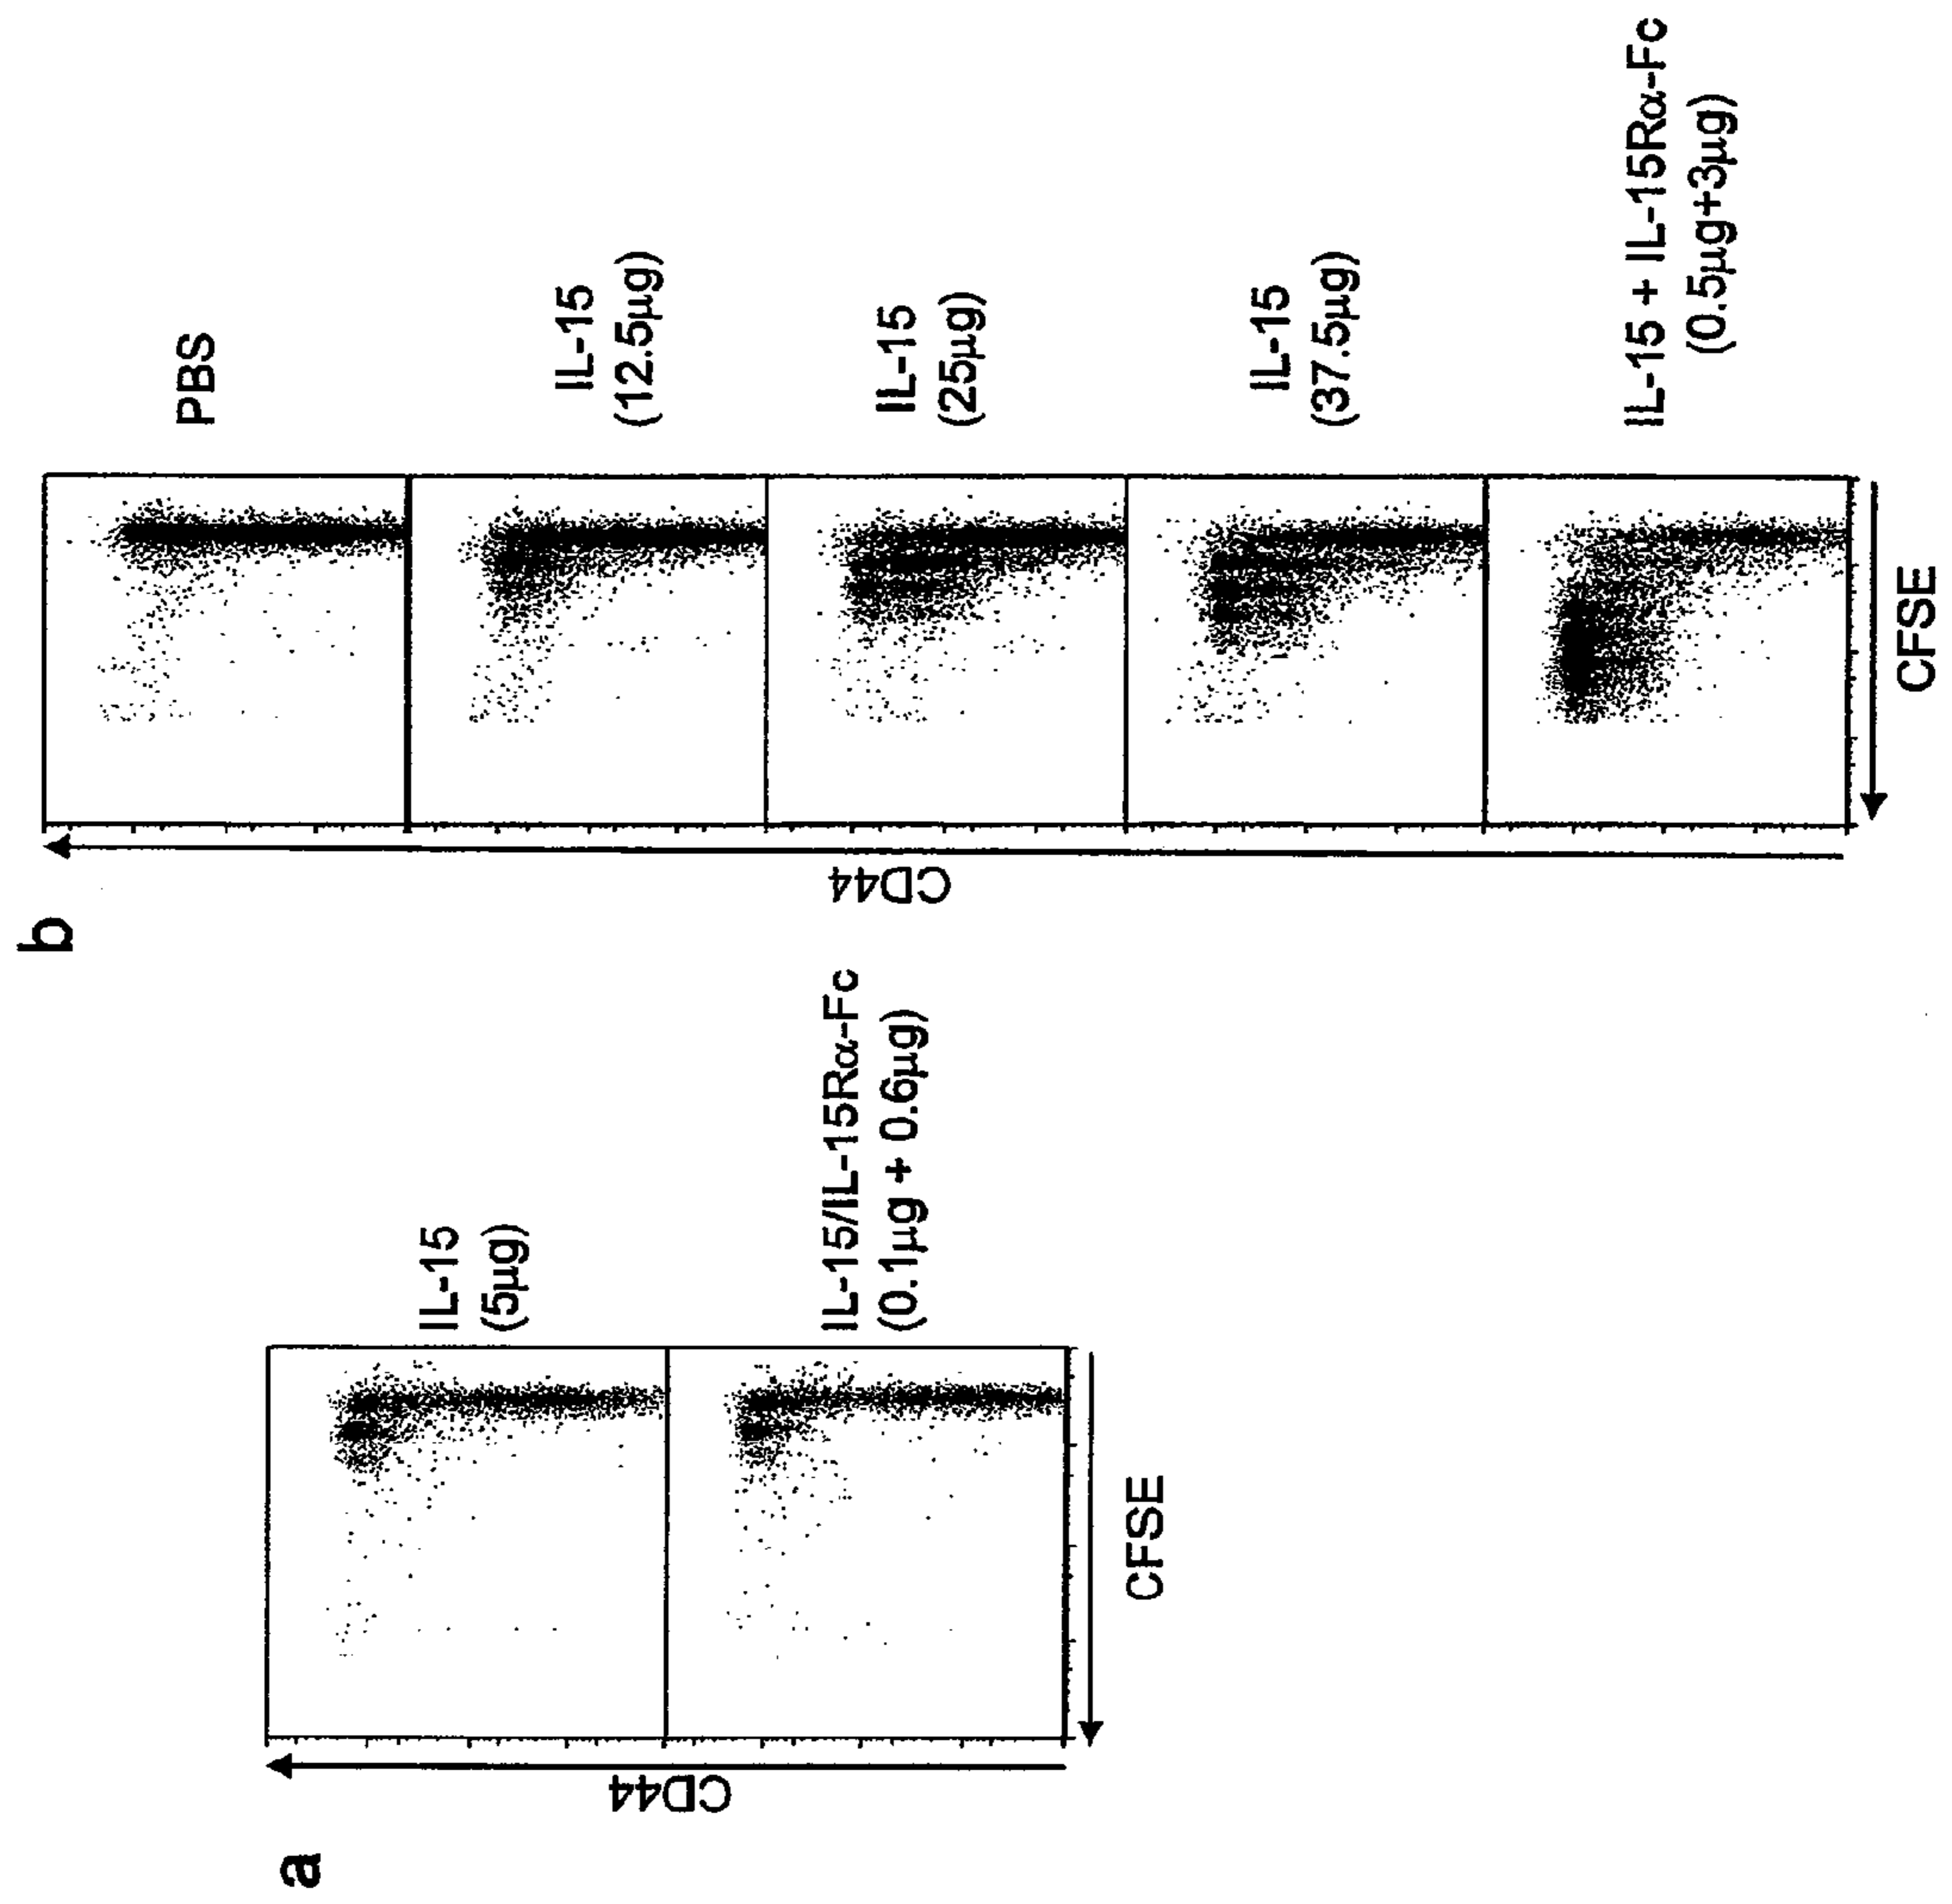 a
CD44
IL-15
(5µg)
IL-15/IL-15Rα-Fc
(0.1µg + 0.6µg)
CFSE
b
CD44
PBS
IL-15
(12.5µg)
IL-15
(25µg)
IL-15
(37.5µg)
IL-15 + IL-15Rα-Fc
(0.5µg+3µg)
CFSE